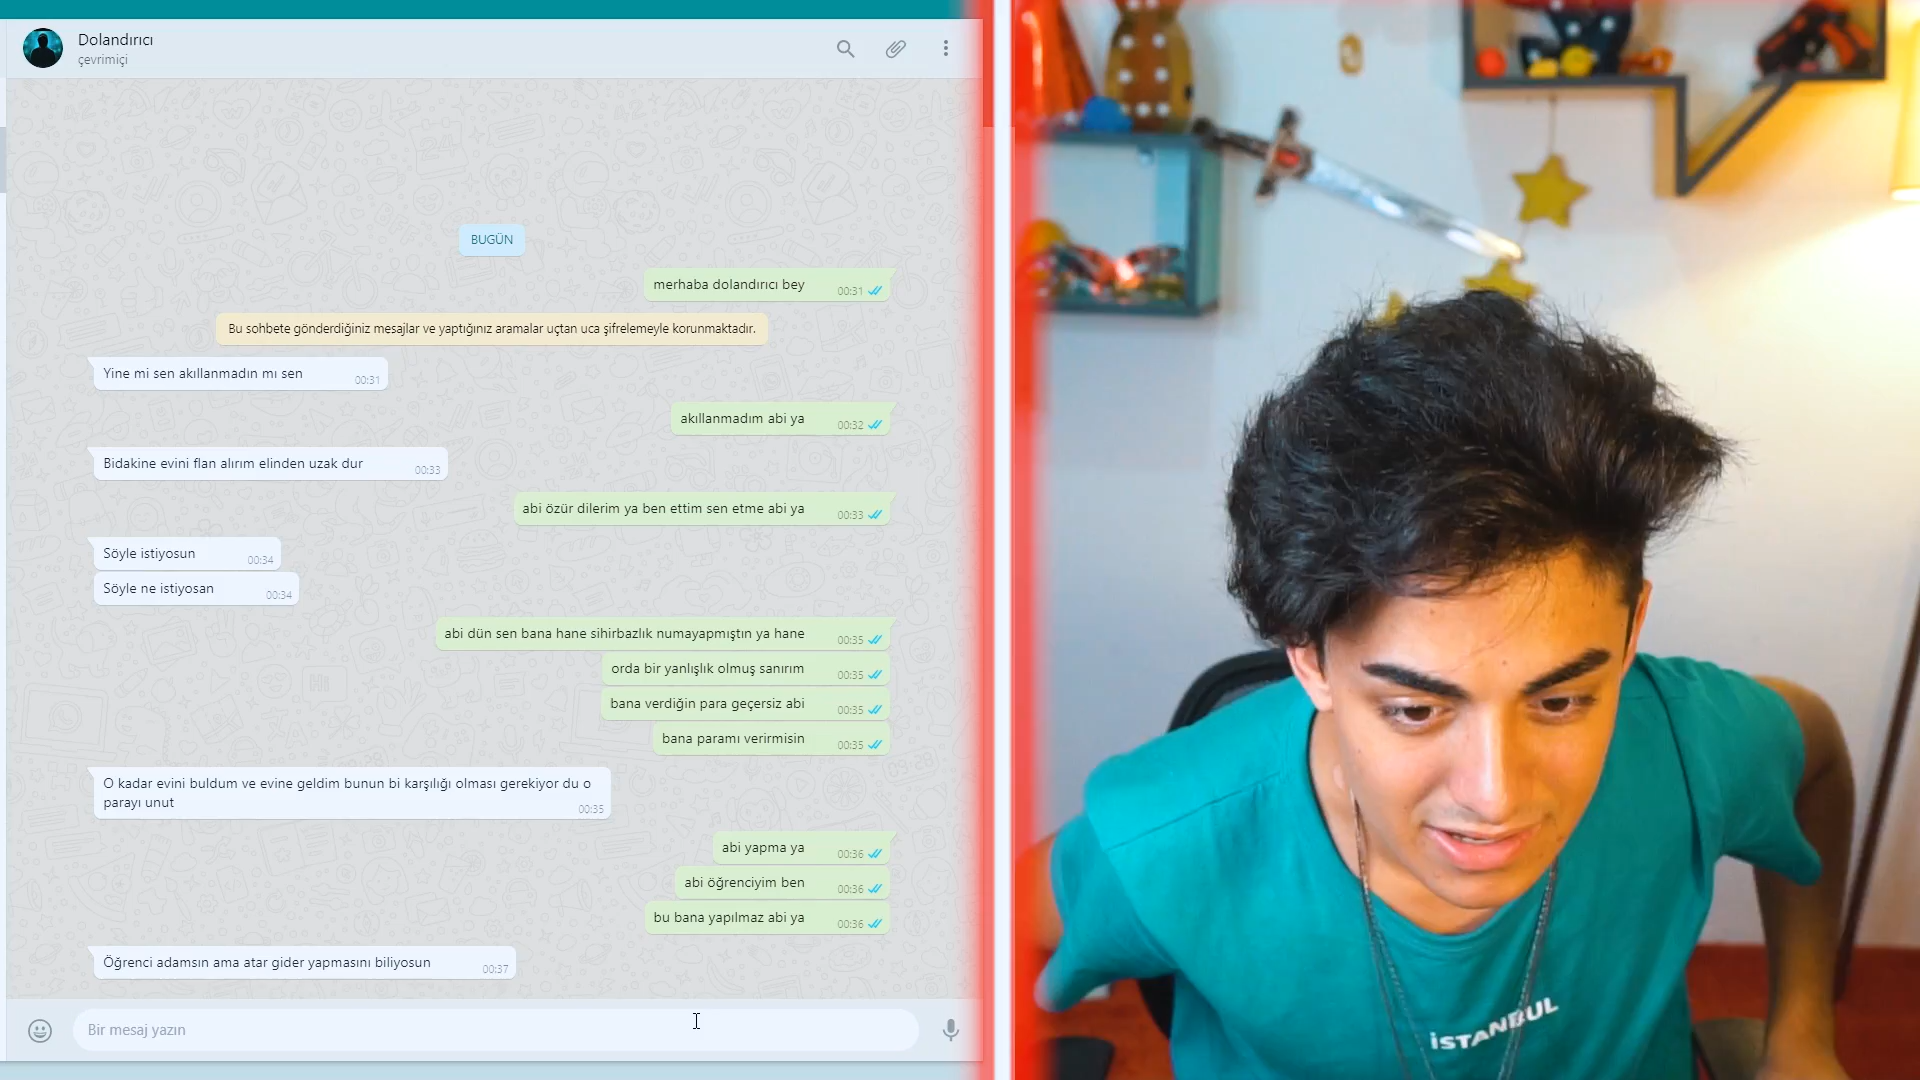 Dolandırıcı
çevrimiçi
BUGÜN
merhaba dolandırıcı bey
00:31
Bu sohbete gönderdiğiniz mesajlar ve yaptığınız aramalar uçtan uca şifrelemeyle korunmaktadır.
Yine mi sen akıllanmadın mı sen
00:31
akıllanmadım abi ya
00:32
Bidakine evini flan alırım elinden uzak dur
00:33
abi özür dilerim ya ben ettim sen etme abi ya
00:33
Söyle istiyosun
00:34
Söyle ne istiyosan
00:34
abi dün sen bana hane sihirbazlık numayapmıştın ya hane
00:35
orda bir yanlışlık olmuş sanırım
00:35
bana verdiğin para geçersiz abi
00:35
bana paramı verirmisin
00:35
O kadar evini buldum ve evine geldim bunun bi karşılığı olması gerekiyor du o
parayı unut
00:35
abi yapma ya
00:36
abi öğrenciyim ben
00:36
bu bana yapılmaz abi ya
00:36
Öğrenci adamsın ama atar gider yapmasını biliyosun
00:37
Bir mesaj yazın
İSTANBUL